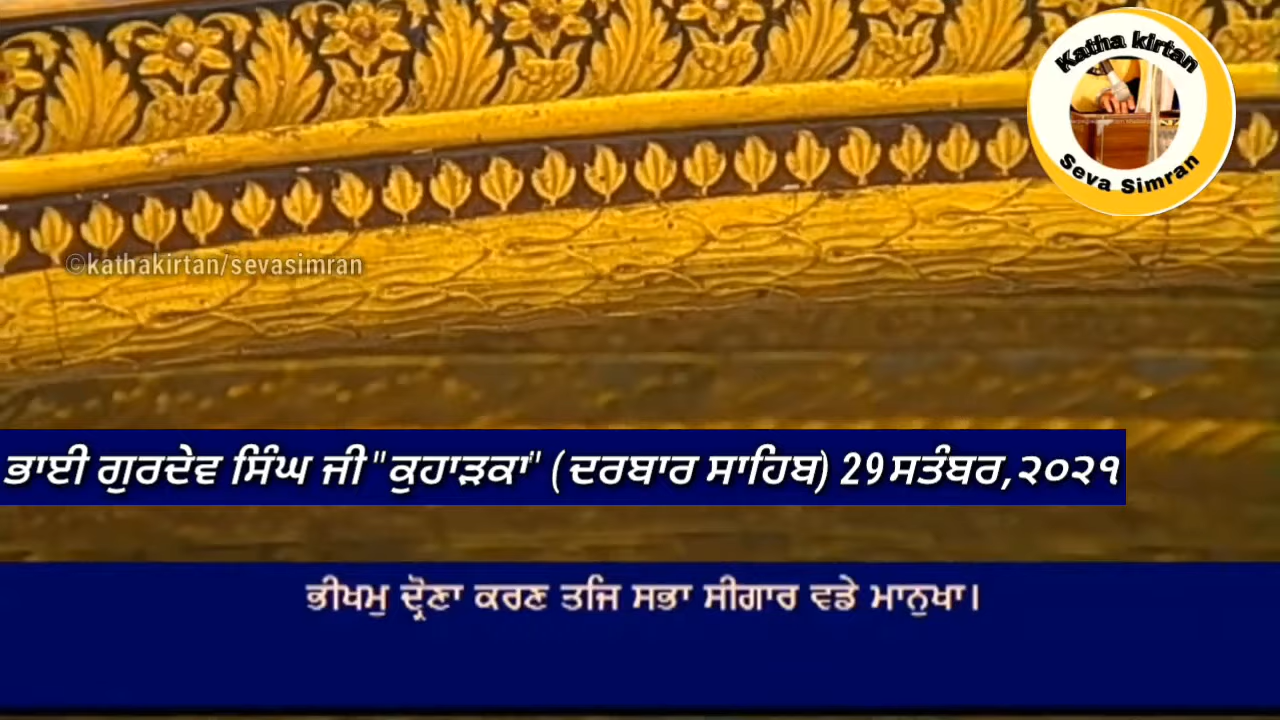 Katha kirtan
Seva Simran
©kathakirtan/sevasimran
ਭਾਈ ਗੁਰਦੇਵ ਸਿੰਘ ਜੀ "ਕੁਹਾੜਕਾ" (ਦਰਬਾਰ ਸਾਹਿਬ) 29 ਸਤੰਬਰ,੨੦੨੧
ਭੀਖਮੁ ਦ੍ਰੋਣਾ ਕਰਣ ਤਜਿ ਸਭਾ ਸੀਗਾਰ ਵਡੇ ਮਾਨੁਖਾ।